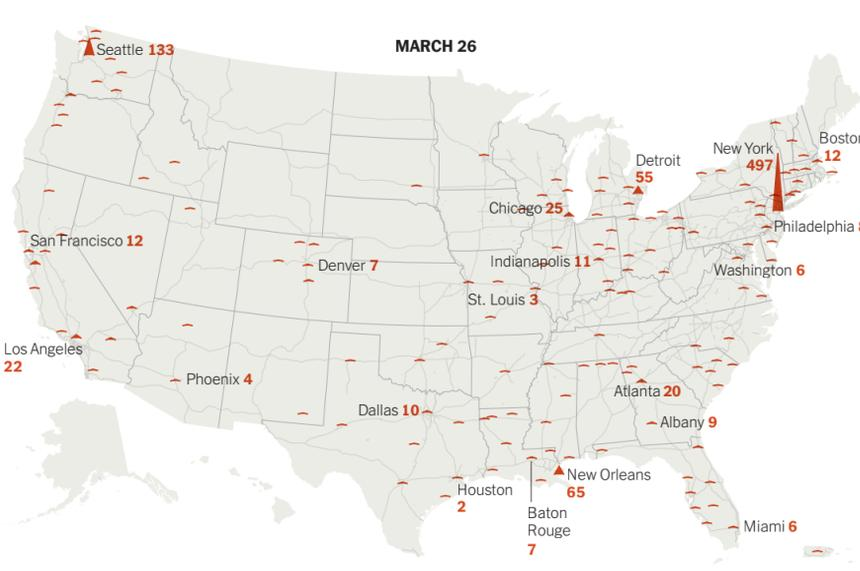 MARCH 26
Seattle 133
New York
497
Boston
12
Detroit
55
Chicago 25
Philadelphia
San Francisco 12
Denver 7
Indianapolis 11
Washington 6
St. Louis 3
Los Angeles
22
Phoenix 4
Atlanta 20
Dallas 10
Albany 9
New Orleans
65
Houston
2
Baton
Rouge
7
Miami 6